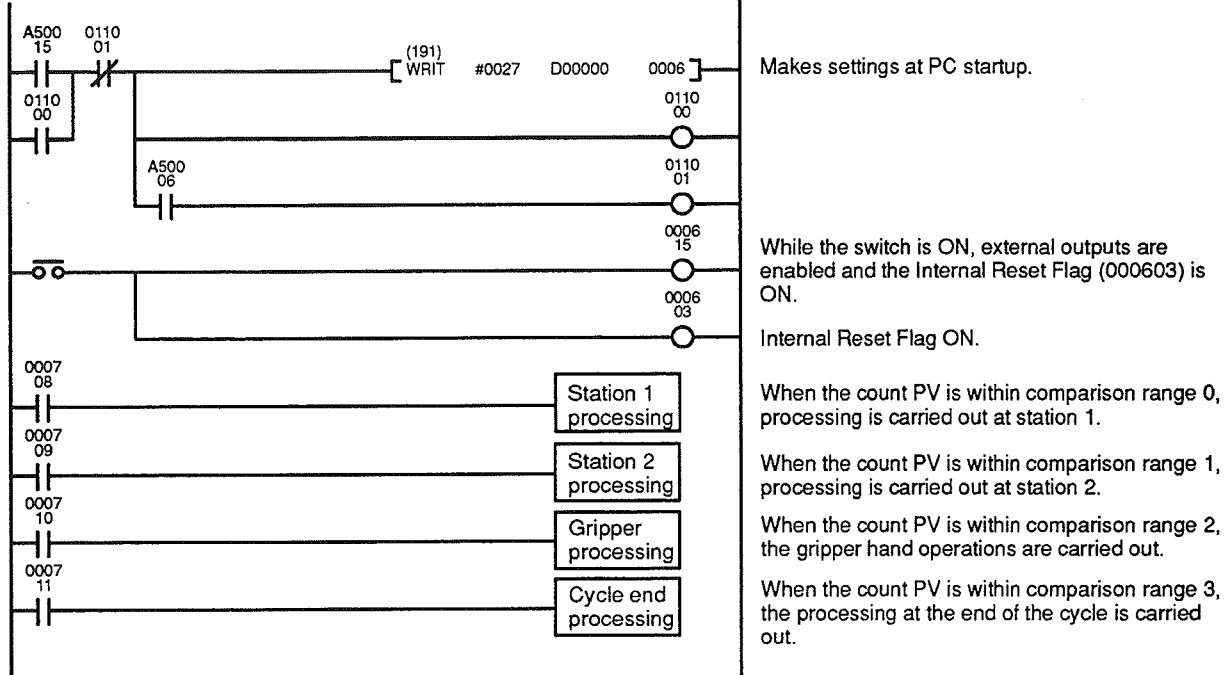 A500
15
0110
01
(191)
WRIT #0027 D00000 0006
Makes settings at PC startup.
0110
00
0110
00
A500
06
0110
01
0006
15
While the switch is ON, external outputs are
enabled and the Internal Reset Flag (000603) is
ON.
0006
03
Internal Reset Flag ON.
0007
08
Station 1
processing
When the count PV is within comparison range 0,
processing is carried out at station 1.
0007
09
Station 2
processing
When the count PV is within comparison range 1,
processing is carried out at station 2.
0007
10
Gripper
processing
When the count PV is within comparison range 2,
the gripper hand operations are carried out.
0007
11
Cycle end
processing
When the count PV is within comparison range 3,
the processing at the end of the cycle is carried
out.